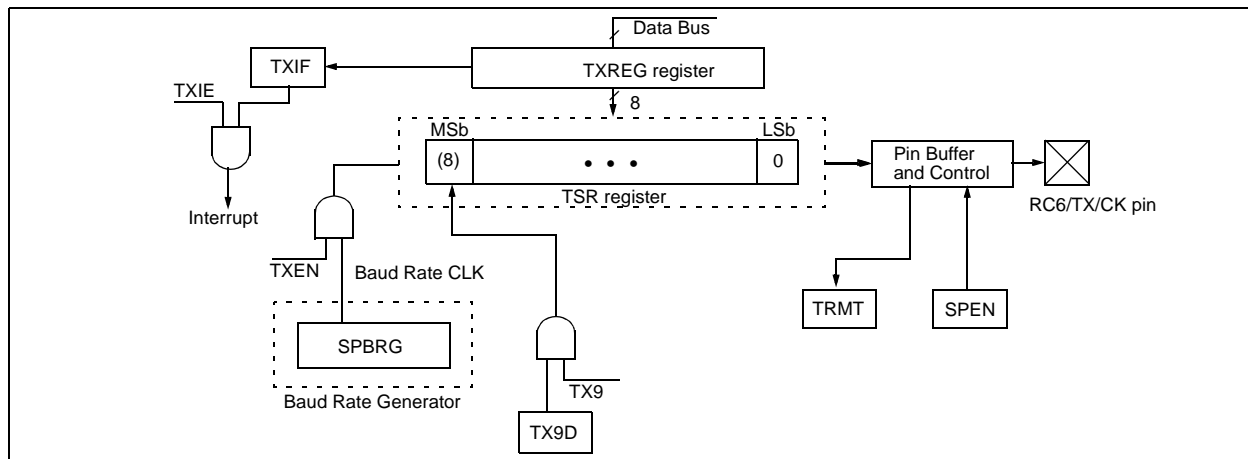 Data Bus
TXIF
TXREG register
TXIE
8
MSb
LSb
(8)
• • •
0
Pin Buffer
and Control
TSR register
Interrupt
RC6/TX/CK pin
TXEN
Baud Rate CLK
TRMT
SPEN
SPBRG
TX9
Baud Rate Generator
TX9D